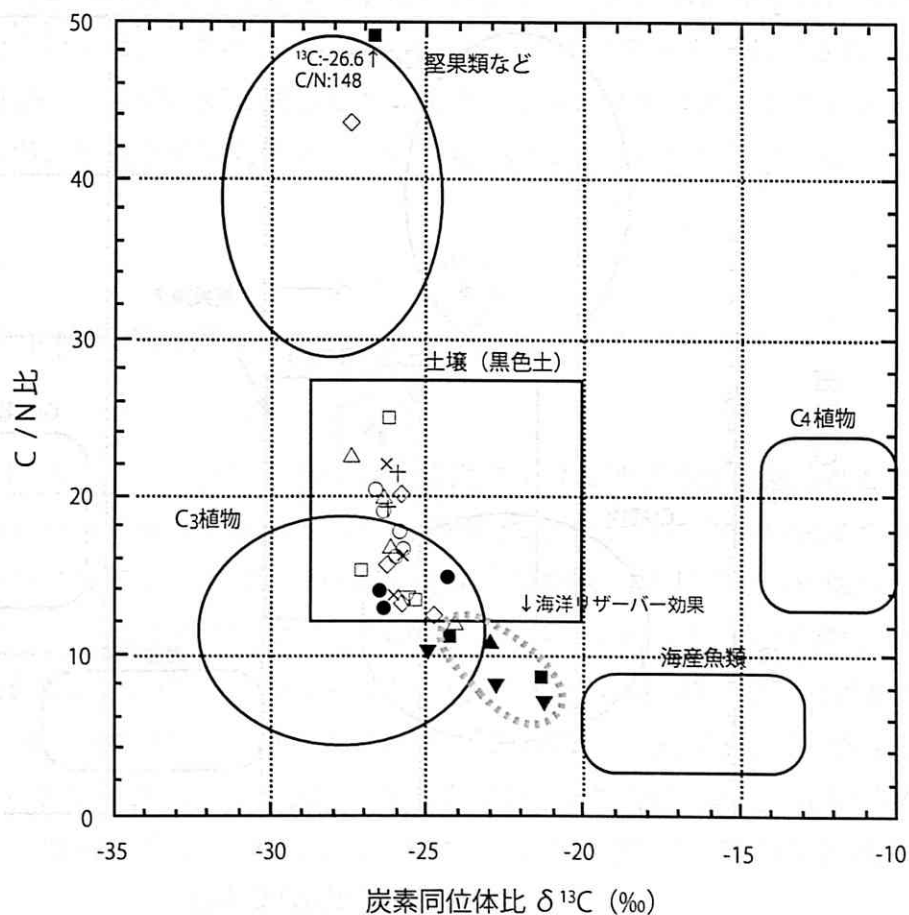 50
¹³C:-26.6↑
C/N:148
堅果類など
40
30
土壌（黒色土）
C4植物
20
C3植物
↓海洋リザーバー効果
10
海産魚類
0
C/N比
-35
-30
-25
-20
-15
-10
炭素同位体比 δ¹³C（‰）